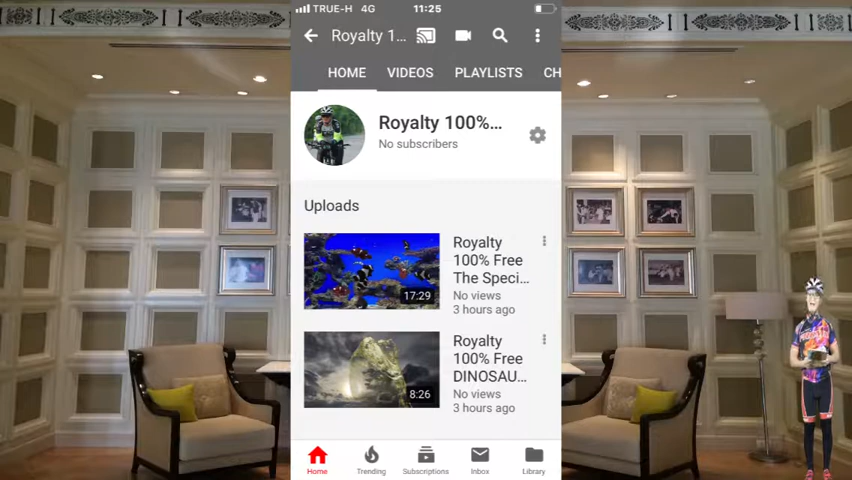 TRUE-H 4G 11:25
Royalty 1...
HOME VIDEOS PLAYLISTS CH
Royalty 100%...
No subscribers
Uploads
Royalty
100% Free
The Speci...
17:29
No views
3 hours ago
Royalty
100% Free
DINOSAU...
8:26
No views
3 hours ago
Home Trending Subscriptions Inbox Library